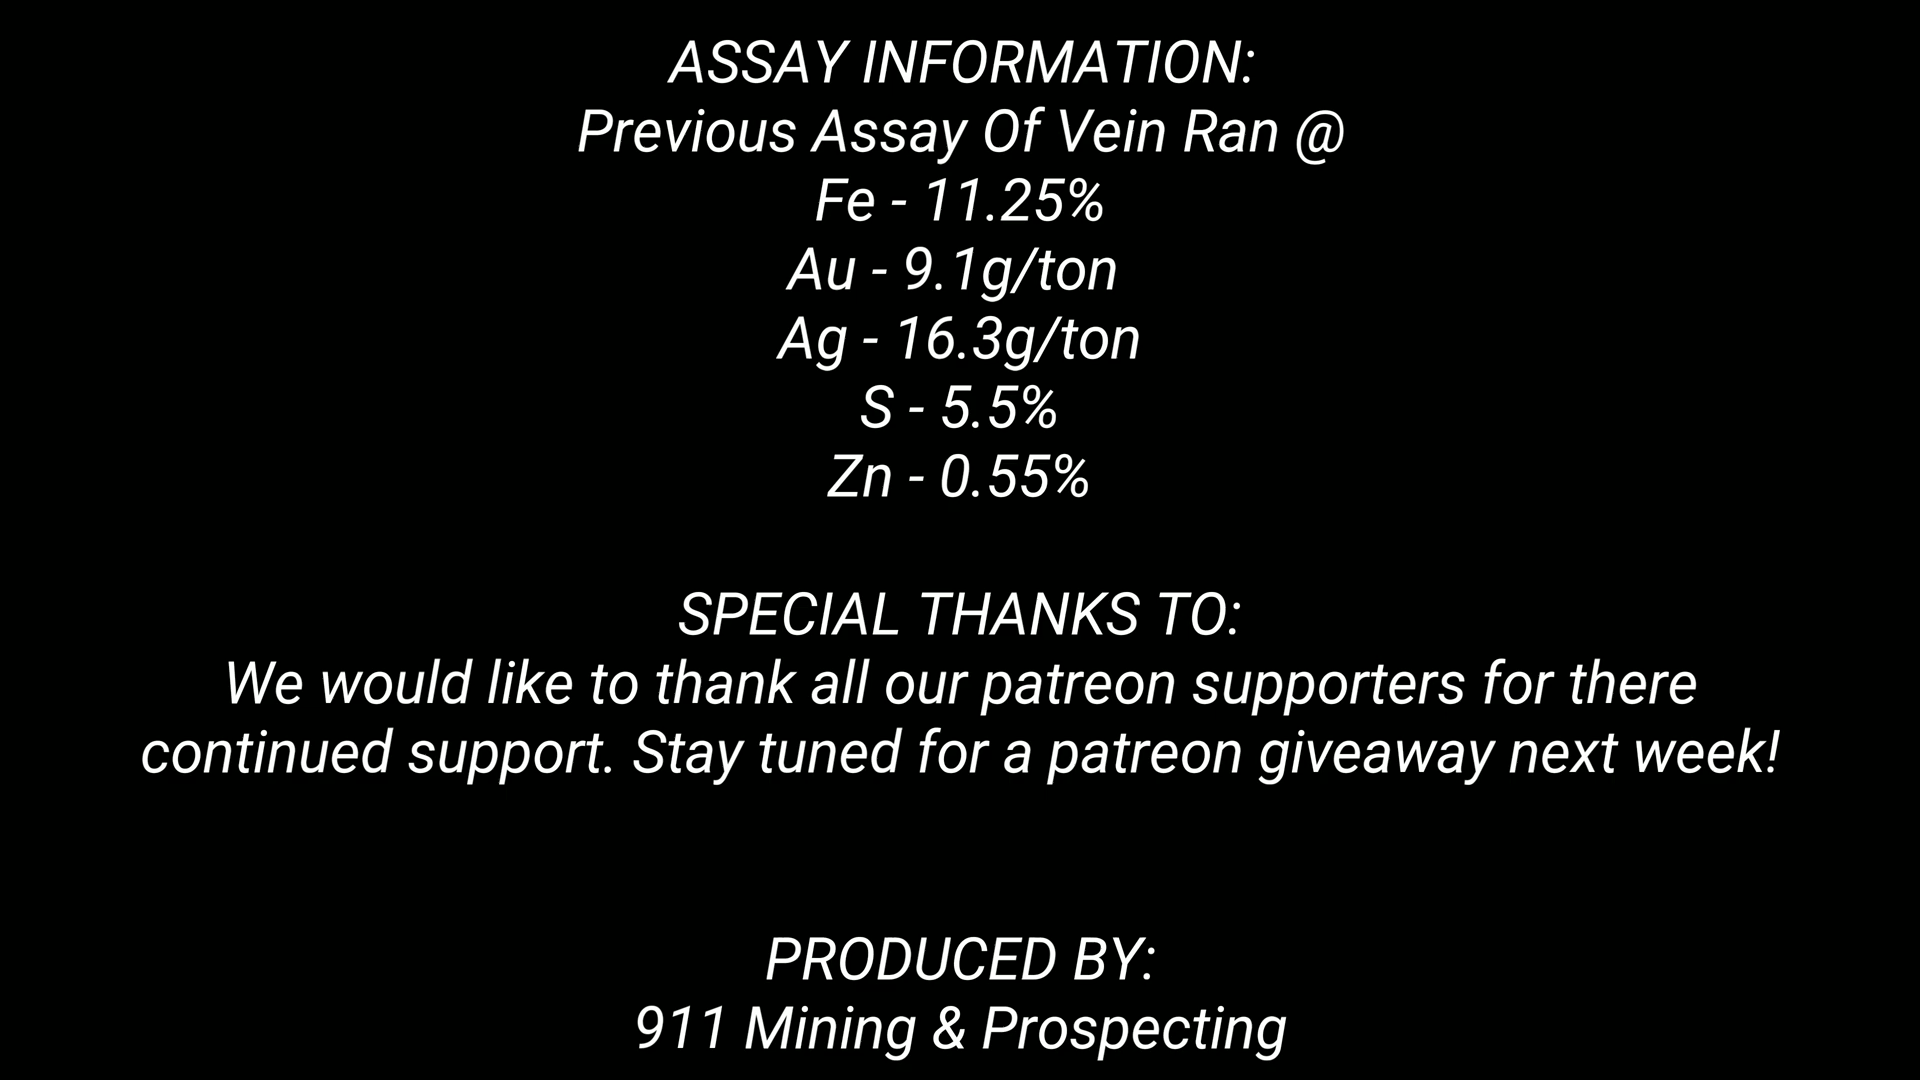 ASSAY INFORMATION:
Previous Assay Of Vein Ran @
Fe - 11.25%
Au - 9.1g/ton
Ag - 16.3g/ton
S - 5.5%
Zn - 0.55%
SPECIAL THANKS TO:
We would like to thank all our patreon supporters for there
continued support. Stay tuned for a patreon giveaway next week!
PRODUCED BY:
911 Mining & Prospecting